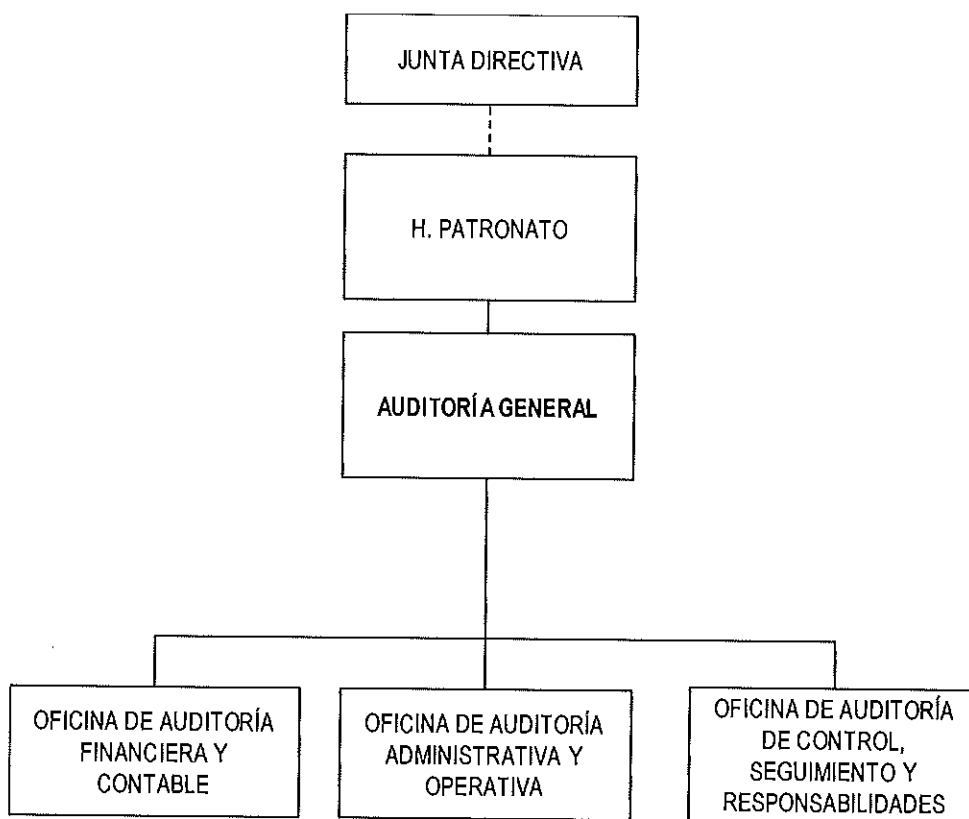 JUNTA DIRECTIVA
H. PATRONATO
AUDITORÍA GENERAL
OFICINA DE AUDITORÍA
FINANCIERA Y
CONTABLE
OFICINA DE AUDITORÍA
ADMINISTRATIVA Y
OPERATIVA
OFICINA DE AUDITORÍA
DE CONTROL,
SEGUIMIENTO Y
RESPONSABILIDADES